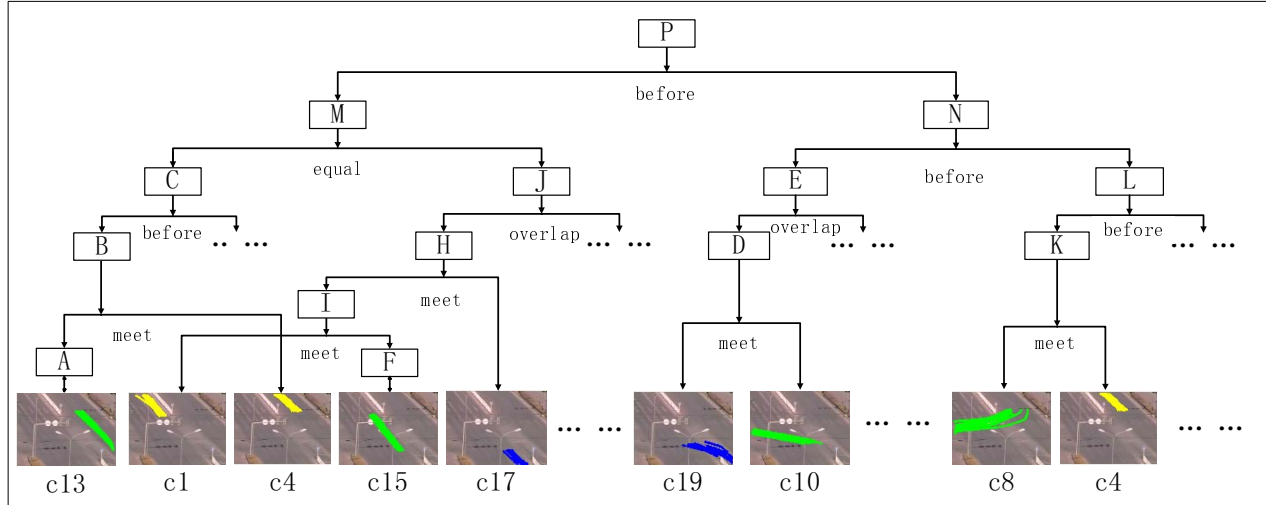 P
before
M
N
equal
before
C
J
E
L
before
overlap
overlap
before
B
·· ···
H
··· ···
D
··· ···
K
··· ···
I
meet
meet
meet
meet
meet
A
F
··· ···
··· ···
··· ···
c13
c1
c4
c15
c17
c19
c10
c8
c4